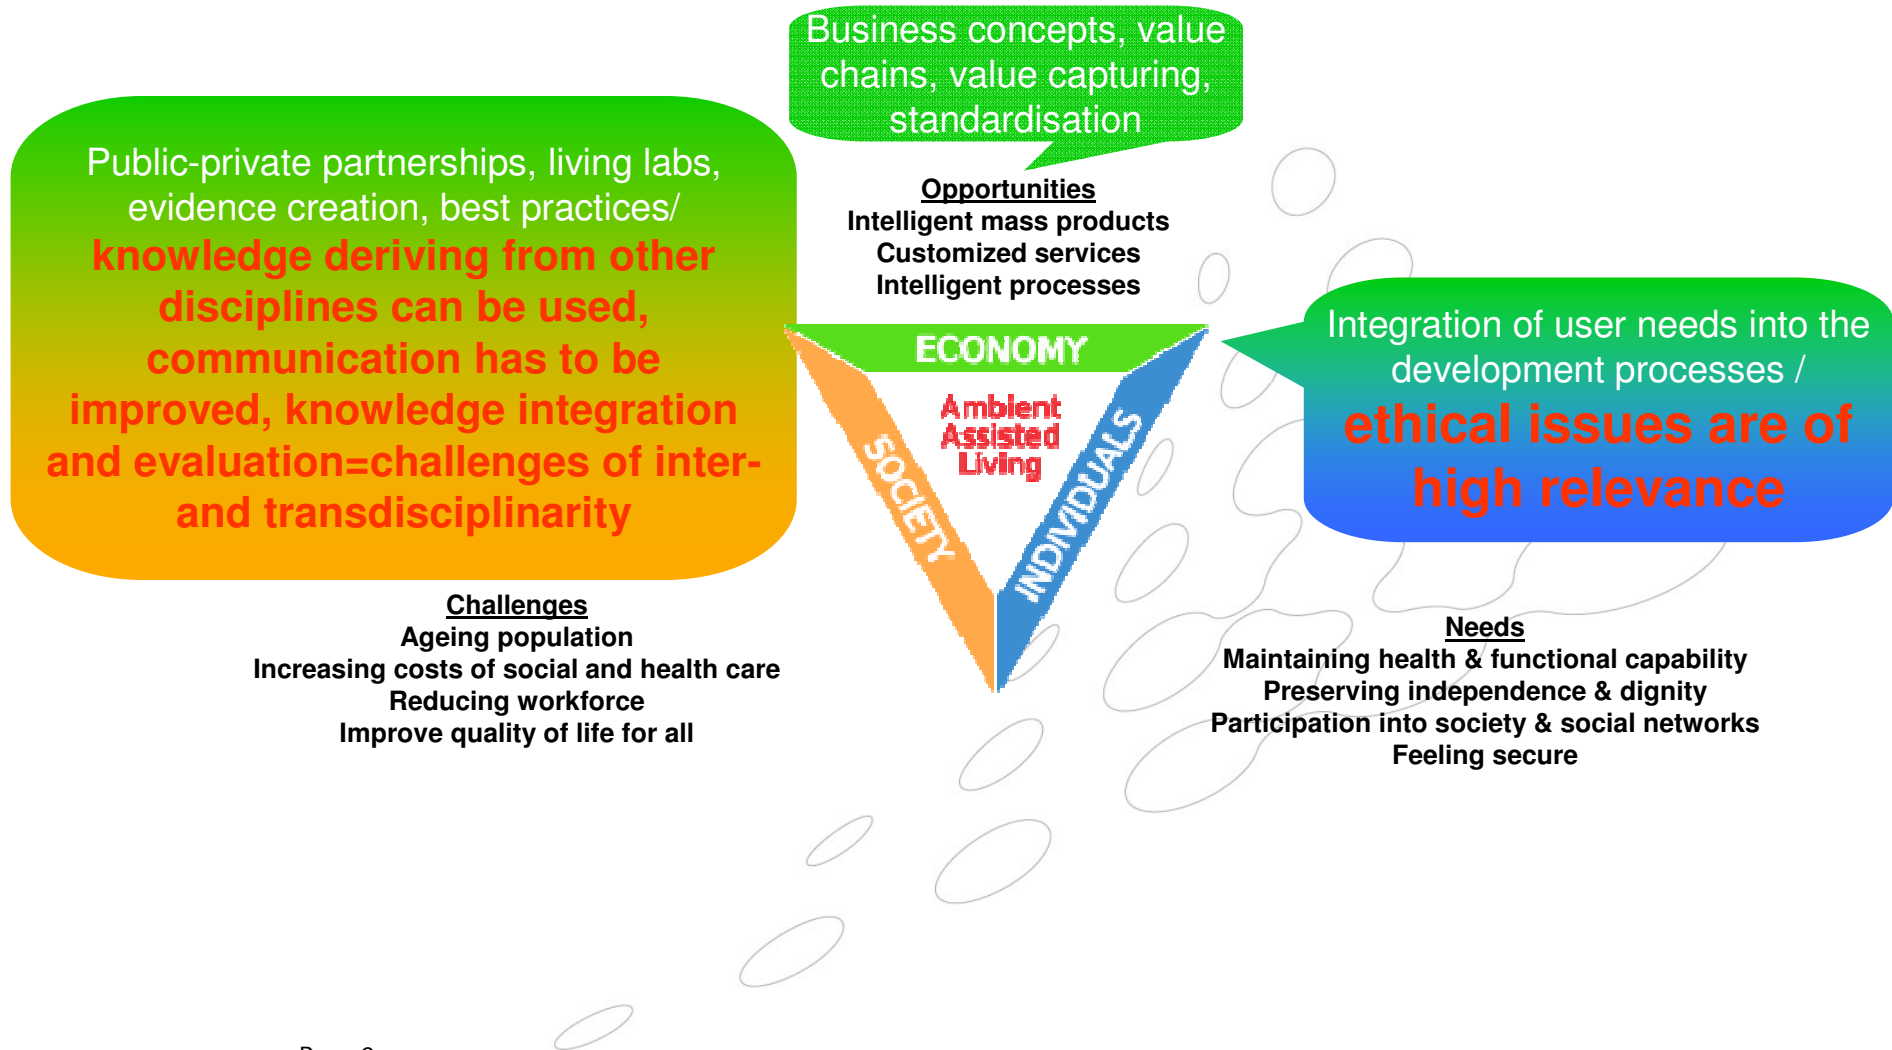 Business concepts, value
chains, value capturing,
standardisation
Public-private partnerships, living labs,
evidence creation, best practices/
knowledge deriving from other
disciplines can be used,
communication has to be
improved, knowledge integration
and evaluation=challenges of inter-
and transdisciplinarity
Opportunities
Intelligent mass products
Customized services
Intelligent processes
Integration of user needs into the
development processes /
ethical issues are of
high relevance
ECONOMY
Ambient
Assisted
Living
SOCIETY
INDIVIDUALS
Challenges
Ageing population
Increasing costs of social and health care
Reducing workforce
Improve quality of life for all
Needs
Maintaining health & functional capability
Preserving independence & dignity
Participation into society & social networks
Feeling secure